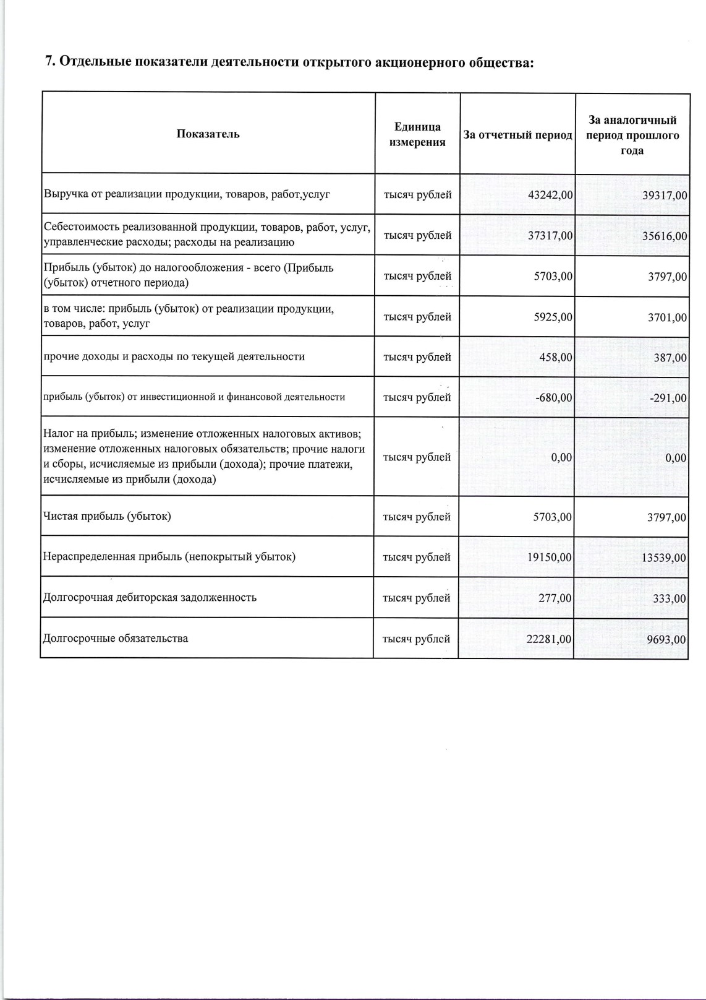 7. Отдельные показатели деятельности открытого акционерного общества:
Показатель
Единица
измерения
За отчетный период
За аналогичный
период прошлого
года
Выручка от реализации продукции, товаров, работ,услуг
тысяч рублей
43242,00
39317,00
Себестоимость реализованной продукции, товаров, работ, услуг,
управленческие расходы; расходы на реализацию
тысяч рублей
37317,00
35616,00
Прибыль (убыток) до налогообложения - всего (Прибыль
(убыток) отчетного периода)
тысяч рублей
5703,00
3797,00
в том числе: прибыль (убыток) от реализации продукции,
товаров, работ, услуг
тысяч рублей
5925,00
3701,00
прочие доходы и расходы по текущей деятельности
тысяч рублей
458,00
387,00
прибыль (убыток) от инвестиционной и финансовой деятельности
тысяч рублей
-680,00
-291,00
Налог на прибыль; изменение отложенных налоговых активов;
изменение отложенных налоговых обязательств; прочие налоги
и сборы, исчисляемые из прибыли (дохода); прочие платежи,
исчисляемые из прибыли (дохода)
тысяч рублей
0,00
0,00
Чистая прибыль (убыток)
тысяч рублей
5703,00
3797,00
Нераспределенная прибыль (непокрытый убыток)
тысяч рублей
19150,00
13539,00
Долгосрочная дебиторская задолженность
тысяч рублей
277,00
333,00
Долгосрочные обязательства
тысяч рублей
22281,00
9693,00